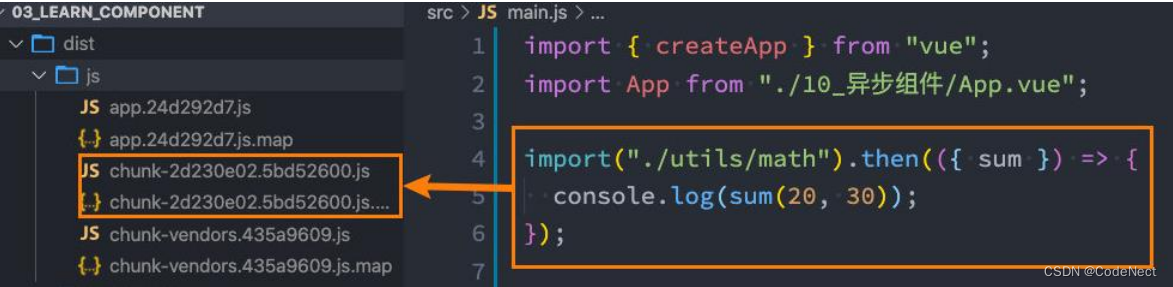 03_LEARN_COMPONENT
dist
js
JS app.24d292d7.js
{..} app.24d292d7.js.map
JS chunk-2d230e02.5bd52600.js
{..} chunk-2d230e02.5bd52600.js....
JS chunk-vendors.435a9609.js
{..} chunk-vendors.435a9609.js.map
src > JS main.js > ...
1 import { createApp } from "vue";
2 import App from "./10_异步组件/App.vue";
3
4 import("./utils/math").then(({ sum }) => {
5 console.log(sum(20, 30));
6 });
7
CSDN @CodeNect